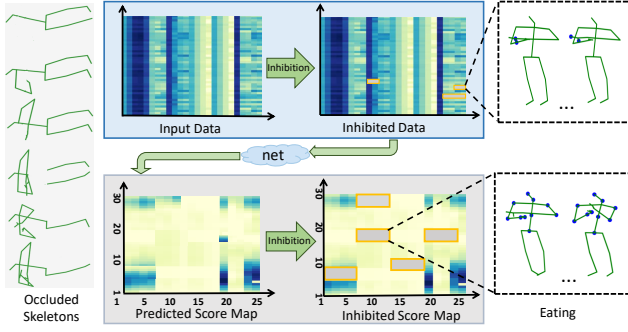 Inhibition
Input Data
Inhibited Data
...
net
30
20
10
1
1 5 10 15 20 25
Predicted Score Map
Inhibition
30
20
10
1
1 5 10 15 20 25
Inhibited Score Map
...
Occluded
Skeletons
Eating